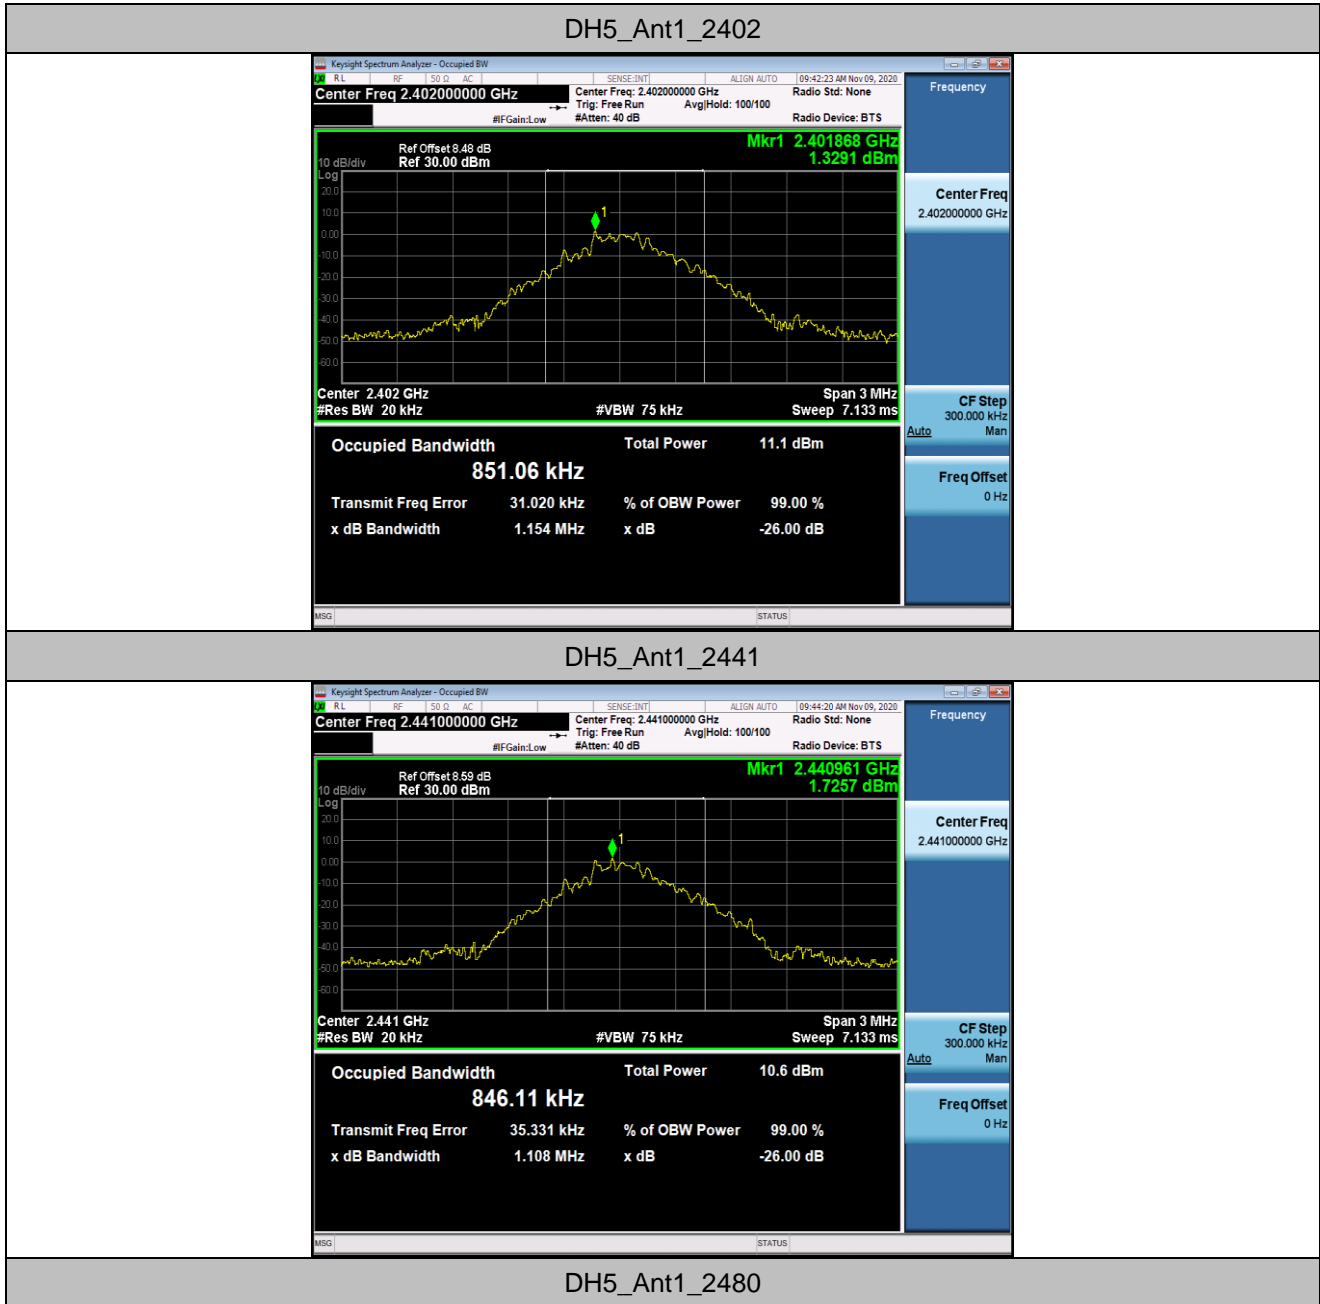 DH5_Ant1_2402
Keysight Spectrum Analyzer - Occupied BW
RL RF 50 Ω AC SENSE:INT ALIGN AUTO 09:42:23 AM Nov 09, 2020
Center Freq 2.402000000 GHz
Center Freq: 2.402000000 GHz
Radio Std: None
Trig: Free Run
Avg|Hold: 100/100
#IFGain:Low
#Atten: 40 dB
Radio Device: BTS
Frequency
Mkr1 2.401868 GHz
1.3291 dBm
Ref Offset 8.48 dB
10 dB/div
Ref 30.00 dBm
Log
20.0
10.0
0.00
-10.0
-20.0
-30.0
-40.0
-50.0
-60.0
1
Center 2.402 GHz
Span 3 MHz
#Res BW 20 kHz
#VBW 75 kHz
Sweep 7.133 ms
Center Freq
2.402000000 GHz
CF Step
300.000 kHz
Auto Man
Freq Offset
0 Hz
Occupied Bandwidth
851.06 kHz
Total Power 11.1 dBm
Transmit Freq Error 31.020 kHz
% of OBW Power 99.00 %
x dB Bandwidth 1.154 MHz
x dB -26.00 dB
MSG STATUS
DH5_Ant1_2441
Keysight Spectrum Analyzer - Occupied BW
RL RF 50 Ω AC SENSE:INT ALIGN AUTO 09:44:20 AM Nov 09, 2020
Center Freq 2.441000000 GHz
Center Freq: 2.441000000 GHz
Radio Std: None
Trig: Free Run
Avg|Hold: 100/100
#IFGain:Low
#Atten: 40 dB
Radio Device: BTS
Frequency
Mkr1 2.440961 GHz
1.7257 dBm
Ref Offset 8.59 dB
10 dB/div
Ref 30.00 dBm
Log
20.0
10.0
0.00
-10.0
-20.0
-30.0
-40.0
-50.0
-60.0
1
Center 2.441 GHz
Span 3 MHz
#Res BW 20 kHz
#VBW 75 kHz
Sweep 7.133 ms
Center Freq
2.441000000 GHz
CF Step
300.000 kHz
Auto Man
Freq Offset
0 Hz
Occupied Bandwidth
846.11 kHz
Total Power 10.6 dBm
Transmit Freq Error 35.331 kHz
% of OBW Power 99.00 %
x dB Bandwidth 1.108 MHz
x dB -26.00 dB
MSG STATUS
DH5_Ant1_2480